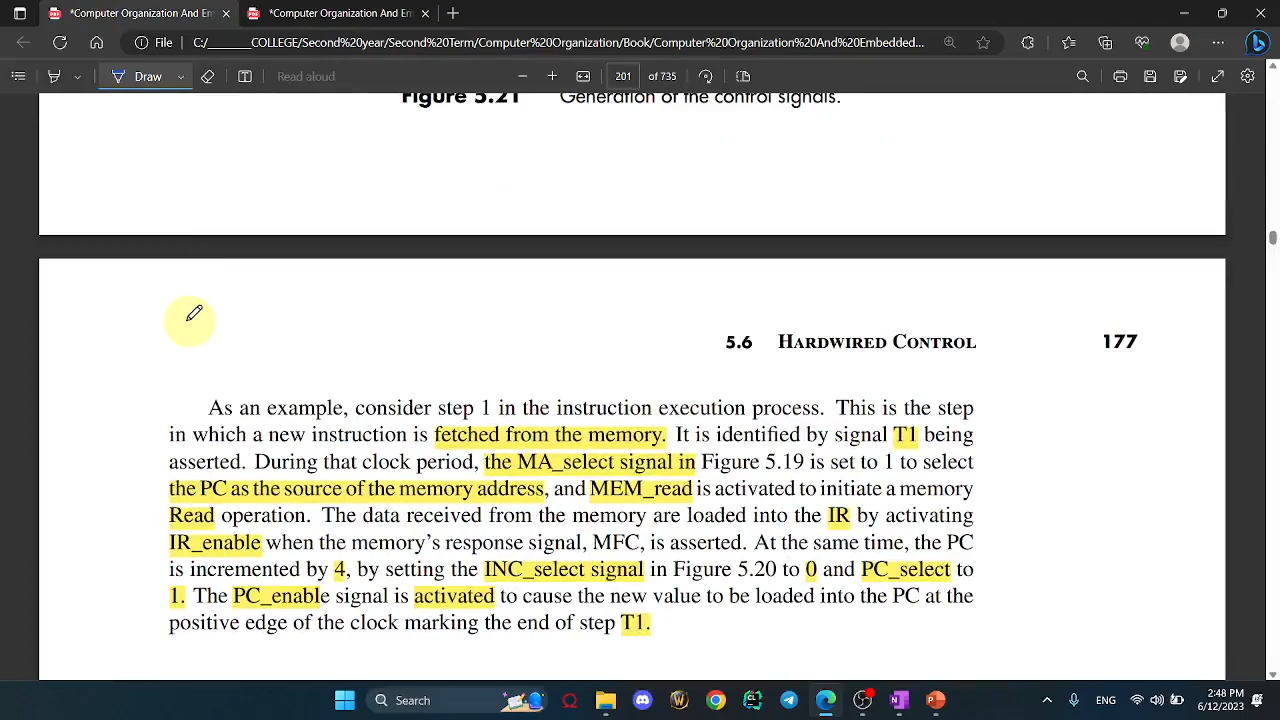 *Computer Organization And Em
*Computer Organization And Em
File
C:/______COLLEGE/Second%20year/Second%20Term/Computer%20Organization/Book/Computer%20Organization%20And%20Embedded...
Draw
Read aloud
201
of 735
Figure 5.21 Generation of the control signals.
5.6 Hardwired Control 177
As an example, consider step 1 in the instruction execution process. This is the step
in which a new instruction is fetched from the memory. It is identified by signal T1 being
asserted. During that clock period, the MA_select signal in Figure 5.19 is set to 1 to select
the PC as the source of the memory address, and MEM_read is activated to initiate a memory
Read operation. The data received from the memory are loaded into the IR by activating
IR_enable when the memory's response signal, MFC, is asserted. At the same time, the PC
is incremented by 4, by setting the INC_select signal in Figure 5.20 to 0 and PC_select to
1. The PC_enable signal is activated to cause the new value to be loaded into the PC at the
positive edge of the clock marking the end of step T1.
Search
ENG
2:48 PM
6/12/2023